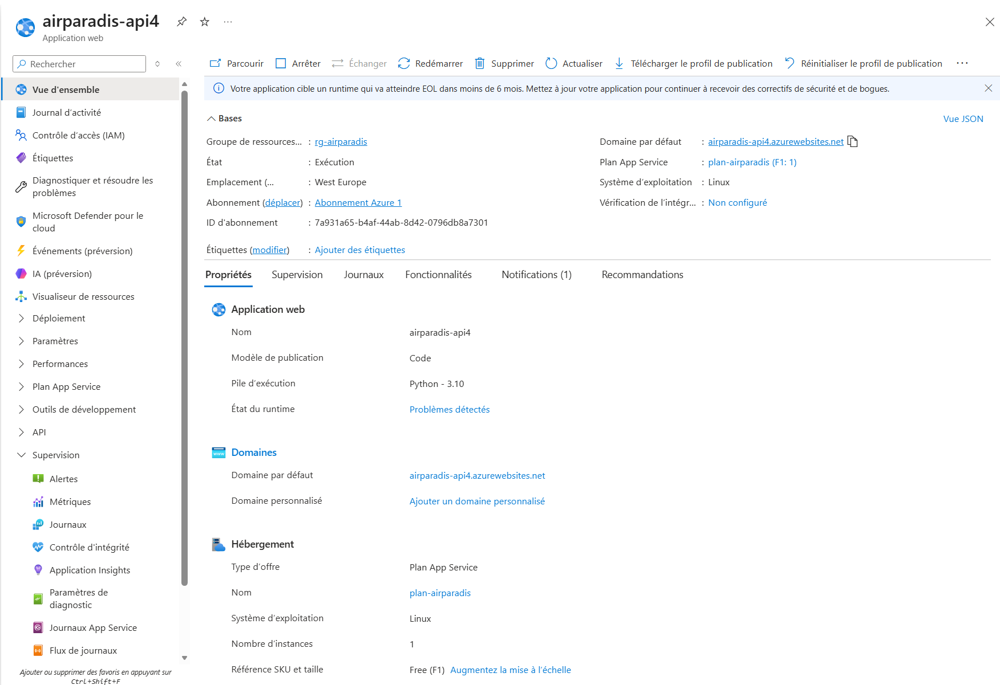 airparadis-api4
Application web
Rechercher
Parcourir
Arrêter
Échanger
Redémarrer
Supprimer
Actualiser
Télécharger le profil de publication
Réinitialiser le profil de publication
Votre application cible un runtime qui va atteindre EOL dans moins de 6 mois. Mettez à jour votre application pour continuer à recevoir des correctifs de sécurité et de bogues.
Vue d'ensemble
Journal d’activité
Contrôle d’accès (IAM)
Étiquettes
Diagnostiquer et résoudre les
problèmes
Microsoft Defender pour le
cloud
Événements (préversion)
IA (préversion)
Visualiseur de ressources
Déploiement
Paramètres
Performances
Plan App Service
Outils de développement
API
Supervision
Alertes
Métriques
Journaux
Contrôle d'intégrité
Application Insights
Paramètres de
diagnostic
Journaux App Service
Flux de journaux
Ajouter ou supprimer des favoris en appuyant sur
Ctrl+Shift+F
Bases
Vue JSON
Groupe de ressources... : rg-airparadis
État : Exécution
Emplacement (... : West Europe
Abonnement (déplacer) : Abonnement Azure 1
ID d'abonnement : 7a931a65-b4af-44ab-8d42-0796db8a7301
Étiquettes (modifier) : Ajouter des étiquettes
Domaine par défaut : airparadis-api4.azurewebsites.net
Plan App Service : plan-airparadis (F1: 1)
Système d’exploitation : Linux
Vérification de l’intégr... : Non configuré
Propriétés
Supervision
Journaux
Fonctionnalités
Notifications (1)
Recommandations
Application web
Nom airparadis-api4
Modèle de publication Code
Pile d’exécution Python - 3.10
État du runtime Problèmes détectés
Domaines
Domaine par défaut airparadis-api4.azurewebsites.net
Domaine personnalisé Ajouter un domaine personnalisé
Hébergement
Type d’offre Plan App Service
Nom plan-airparadis
Système d’exploitation Linux
Nombre d’instances 1
Référence SKU et taille Free (F1) Augmentez la mise à l’échelle